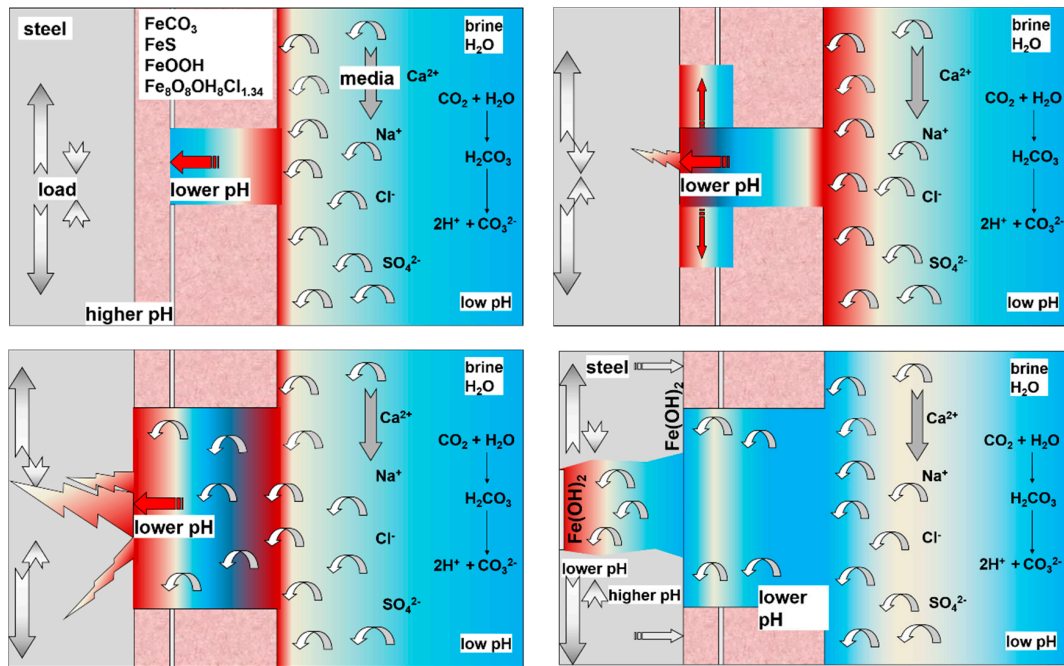 steel
FeCO₃
FeS
FeOOH
Fe₈O₈OH₈Cl₁.₃₄
load
lower pH
higher pH
media
brine
H₂O
Ca²⁺
CO₂ + H₂O
Na⁺
H₂CO₃
Cl⁻
2H⁺ + CO₃²⁻
SO₄²⁻
low pH
lower pH
brine
H₂O
Ca²⁺
CO₂ + H₂O
Na⁺
H₂CO₃
Cl⁻
2H⁺ + CO₃²⁻
SO₄²⁻
low pH
lower pH
brine
H₂O
Ca²⁺
CO₂ + H₂O
Na⁺
H₂CO₃
Cl⁻
2H⁺ + CO₃²⁻
SO₄²⁻
low pH
steel
Fe(OH)₂
Fe(OH)₂
lower pH
higher pH
lower
pH
brine
H₂O
Ca²⁺
CO₂ + H₂O
Na⁺
H₂CO₃
Cl⁻
2H⁺ + CO₃²⁻
SO₄²⁻
low pH